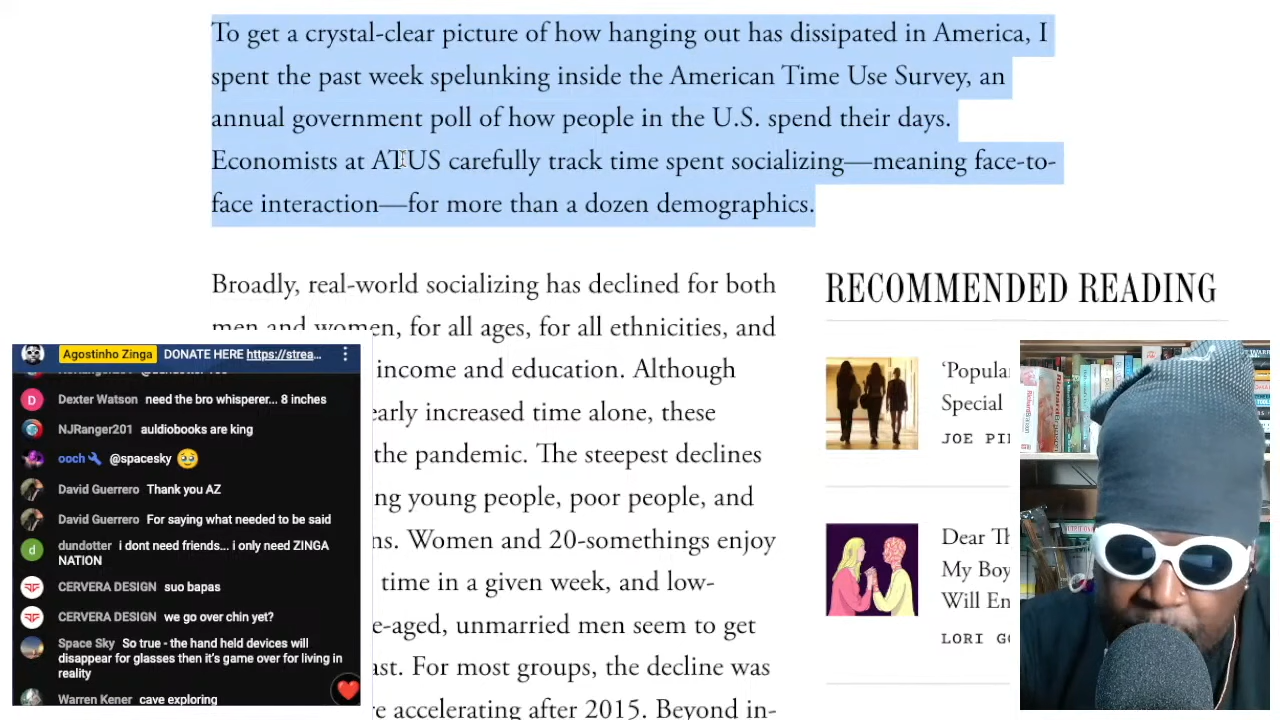 To get a crystal-clear picture of how hanging out has dissipated in America, I
spent the past week spelunking inside the American Time Use Survey, an
annual government poll of how people in the U.S. spend their days.
Economists at ATUS carefully track time spent socializing—meaning face-to-
face interaction—for more than a dozen demographics.
Broadly, real-world socializing has declined for both
men and women, for all ages, for all ethnicities, and
income and education. Although
early increased time alone, these
the pandemic. The steepest declines
ng young people, poor people, and
ns. Women and 20-somethings enjoy
time in a given week, and low-
e-aged, unmarried men seem to get
ast. For most groups, the decline was
re accelerating after 2015. Beyond in-
RECOMMENDED READING
‘Popula
Special
JOE PI
Dear Th
My Boy
Will En
LORI GO
Agostinho Zinga DONATE HERE https://strea...
Dexter Watson need the bro whisperer... 8 inches
NJRanger201 auldiobooks are king
ooch @spacesky
David Guerrero Thank you AZ
David Guerrero For saying what needed to be said
dundotter i dont need friends... i only need ZINGA
NATION
CERVERA DESIGN suo bapas
CERVERA DESIGN we go over chin yet?
Space Sky So true - the hand held devices will
disappear for glasses then it's game over for living in
reality
Warren Kener cave exploring